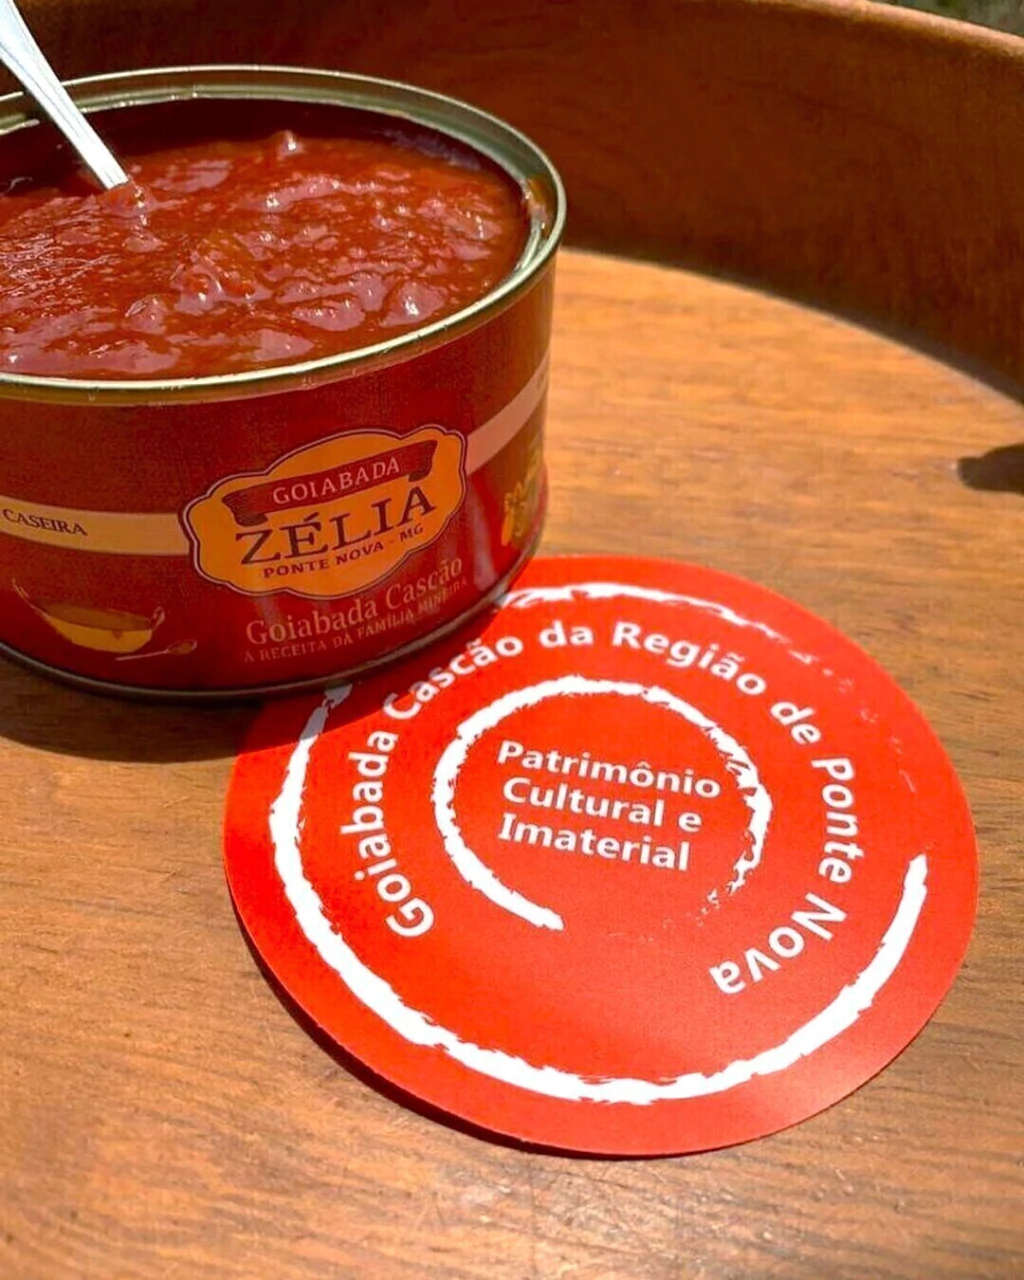 CASEIRA
GOIABADA
ZÉLIA
PONTE NOVA - MG
Goiabada Cascão
A RECEITA DA FAMÍLIA MINEIRA
Goiabada Cascão da Região de Ponte Nova
Patrimônio
Cultural e
Imaterial